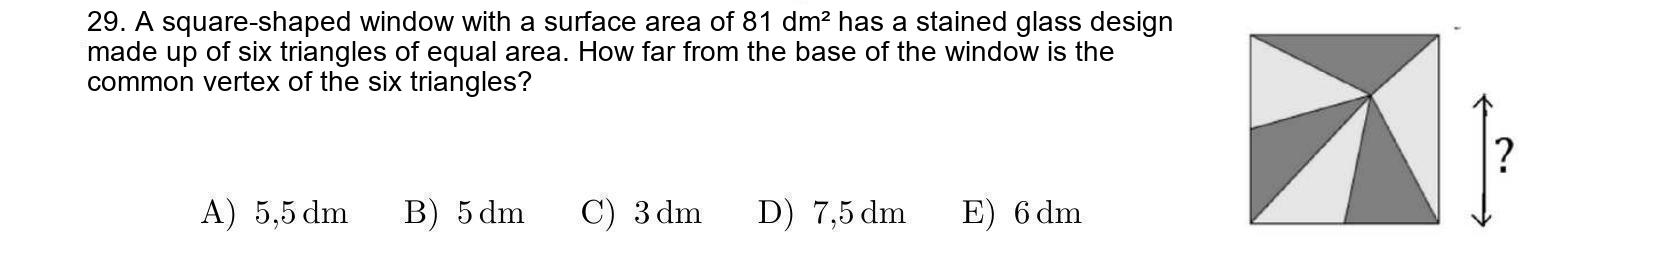 29. A square-shaped window with a surface area of 81 dm² has a stained glass design
made up of six triangles of equal area. How far from the base of the window is the
common vertex of the six triangles?
?
A) 5,5 dm B) 5 dm C) 3 dm D) 7,5 dm E) 6 dm